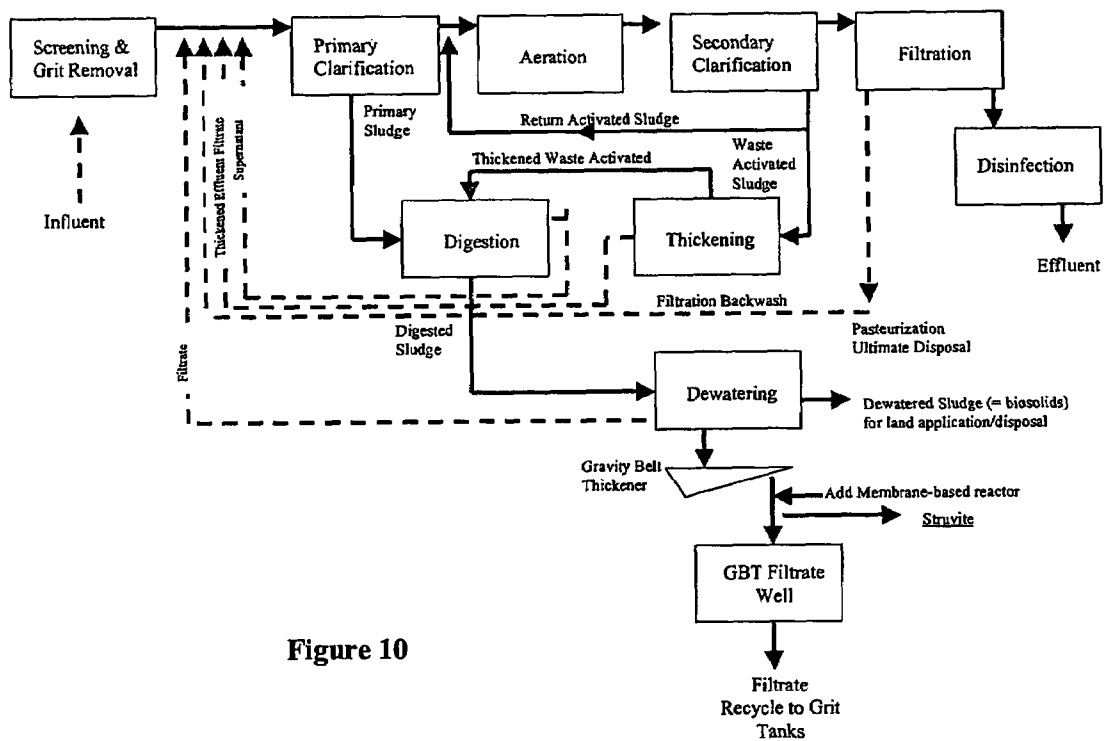 Screening &
Grit Removal
Primary
Clarification
Aeration
Secondary
Clarification
Filtration
Primary
Sludge
Return Activated Sludge
Waste
Activated
Sludge
Disinfection
Thickened Waste Activated
Influent
Thickened Effluent Filtrate
Supernatant
Digestion
Thickening
Effluent
Filtration Backwash
Digested
Sludge
Pasteurization
Ultimate Disposal
Filtrate
Dewatering
Dewatered Sludge (= biosolids)
for land application/disposal
Gravity Belt
Thickener
Add Membrane-based reactor
Struvite
GBT Filtrate
Well
Figure 10
Filtrate
Recycle to Grit
Tanks